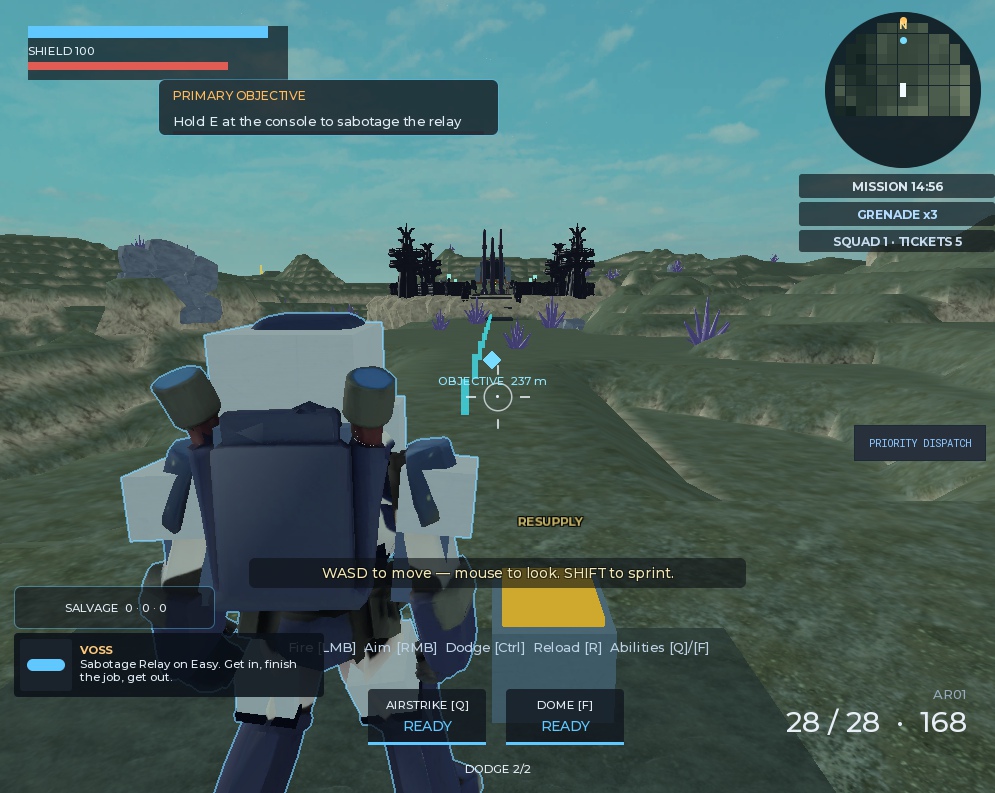 SHIELD 100
PRIMARY OBJECTIVE
Hold E at the console to sabotage the relay
N
MISSION 14:56
GRENADE x3
SQUAD 1 · TICKETS 5
OBJECTIVE 237 m
PRIORITY DISPATCH
RESUPPLY
WASD to move — mouse to look. SHIFT to sprint.
SALVAGE 0 · 0 · 0
Fire [LMB] Aim [RMB] Dodge [Ctrl] Reload [R] Abilities [Q]/[F]
VOSS
Sabotage Relay on Easy. Get in, finish
the job, get out.
AIRSTRIKE [Q]
READY
DOME [F]
READY
AR01
28 / 28 · 168
DODGE 2/2